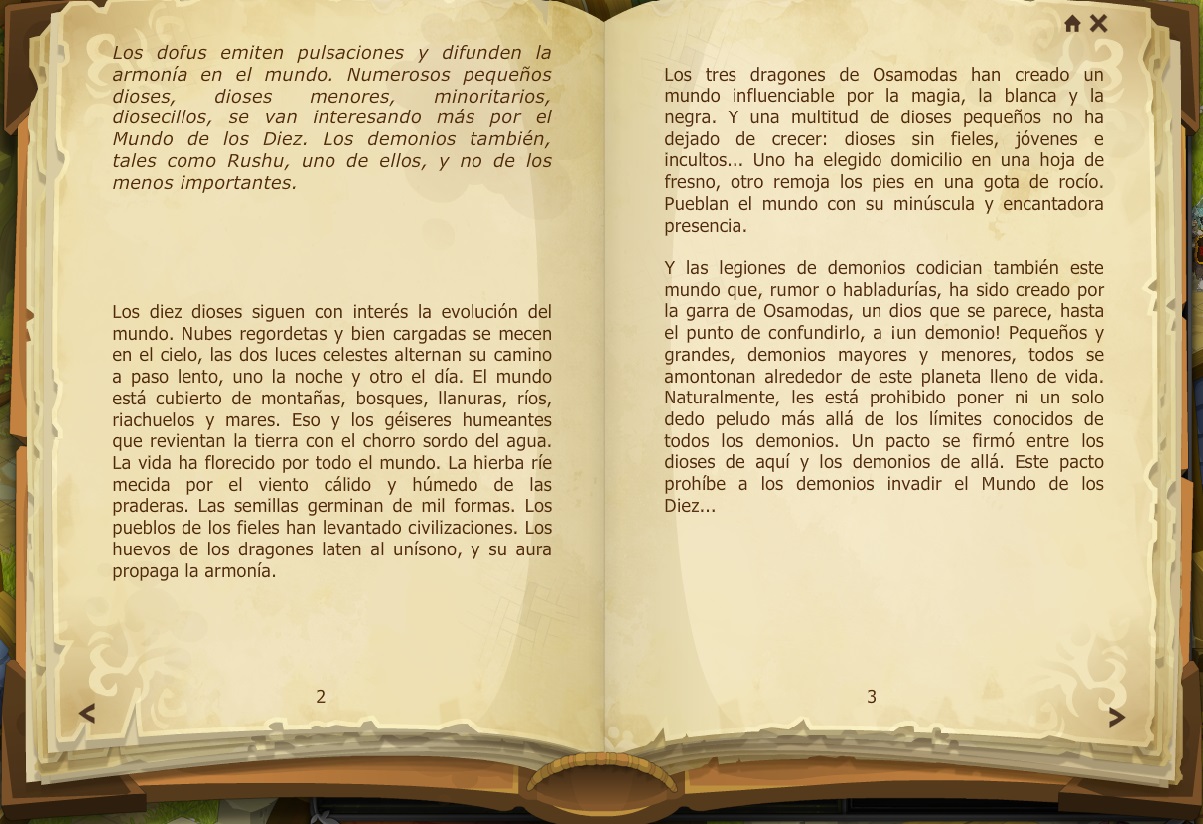 Los dofus emiten pulsaciones y difunden la
armonía en el mundo. Numerosos pequeños
dioses, dioses menores, minoritarios,
diosecillos, se van interesando más por el
Mundo de los Diez. Los demonios también,
tales como Rushu, uno de ellos, y no de los
menos importantes.
Los diez dioses siguen con interés la evolución del
mundo. Nubes regordetas y bien cargadas se mecen
en el cielo, las dos luces celestes alternan su camino
a paso lento, uno la noche y otro el día. El mundo
está cubierto de montañas, bosques, llanuras, ríos,
riachuelos y mares. Eso y los géiseres humeantes
que revientan la tierra con el chorro sordo del agua.
La vida ha florecido por todo el mundo. La hierba ríe
mecida por el viento cálido y húmedo de las
praderas. Las semillas germinan de mil formas. Los
pueblos de los fieles han levantado civilizaciones. Los
huevos de los dragones laten al unísono, y su aura
propaga la armonía.
2
Los tres dragones de Osamodas han creado un
mundo influenciable por la magia, la blanca y la
negra. Y una multitud de dioses pequeños no ha
dejado de crecer: dioses sin fieles, jóvenes e
incultos... Uno ha elegido domicilio en una hoja de
fresno, otro remoja los pies en una gota de rocío.
Pueblan el mundo con su minúscula y encantadora
presencia.
Y las legiones de demonios codician también este
mundo que, rumor o habladurías, ha sido creado por
la garra de Osamodas, un dios que se parece, hasta
el punto de confundirlo, a ¡un demonio! Pequeños y
grandes, demonios mayores y menores, todos se
amontonan alrededor de este planeta lleno de vida.
Naturalmente, les está prohibido poner ni un solo
dedo peludo más allá de los límites conocidos de
todos los demonios. Un pacto se firmó entre los
dioses de aquí y los demonios de allá. Este pacto
prohíbe a los demonios invadir el Mundo de los
Diez...
3